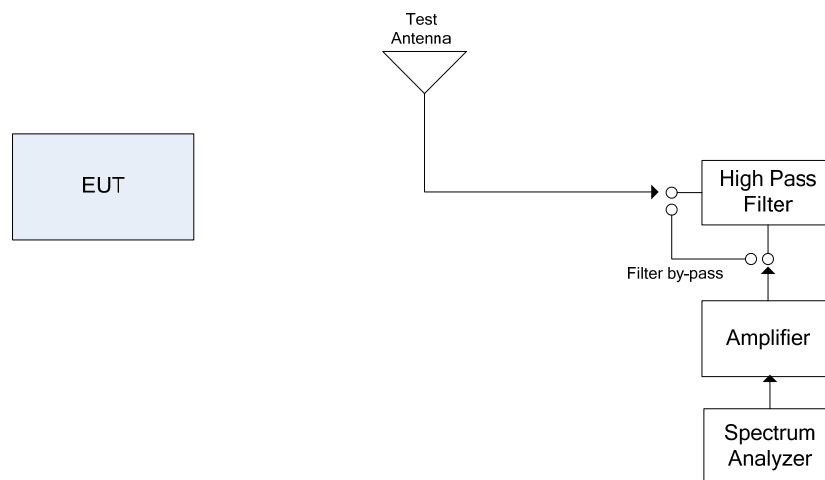 Test
Antenna
EUT
High Pass
Filter
Filter by-pass
Amplifier
Spectrum
Analyzer